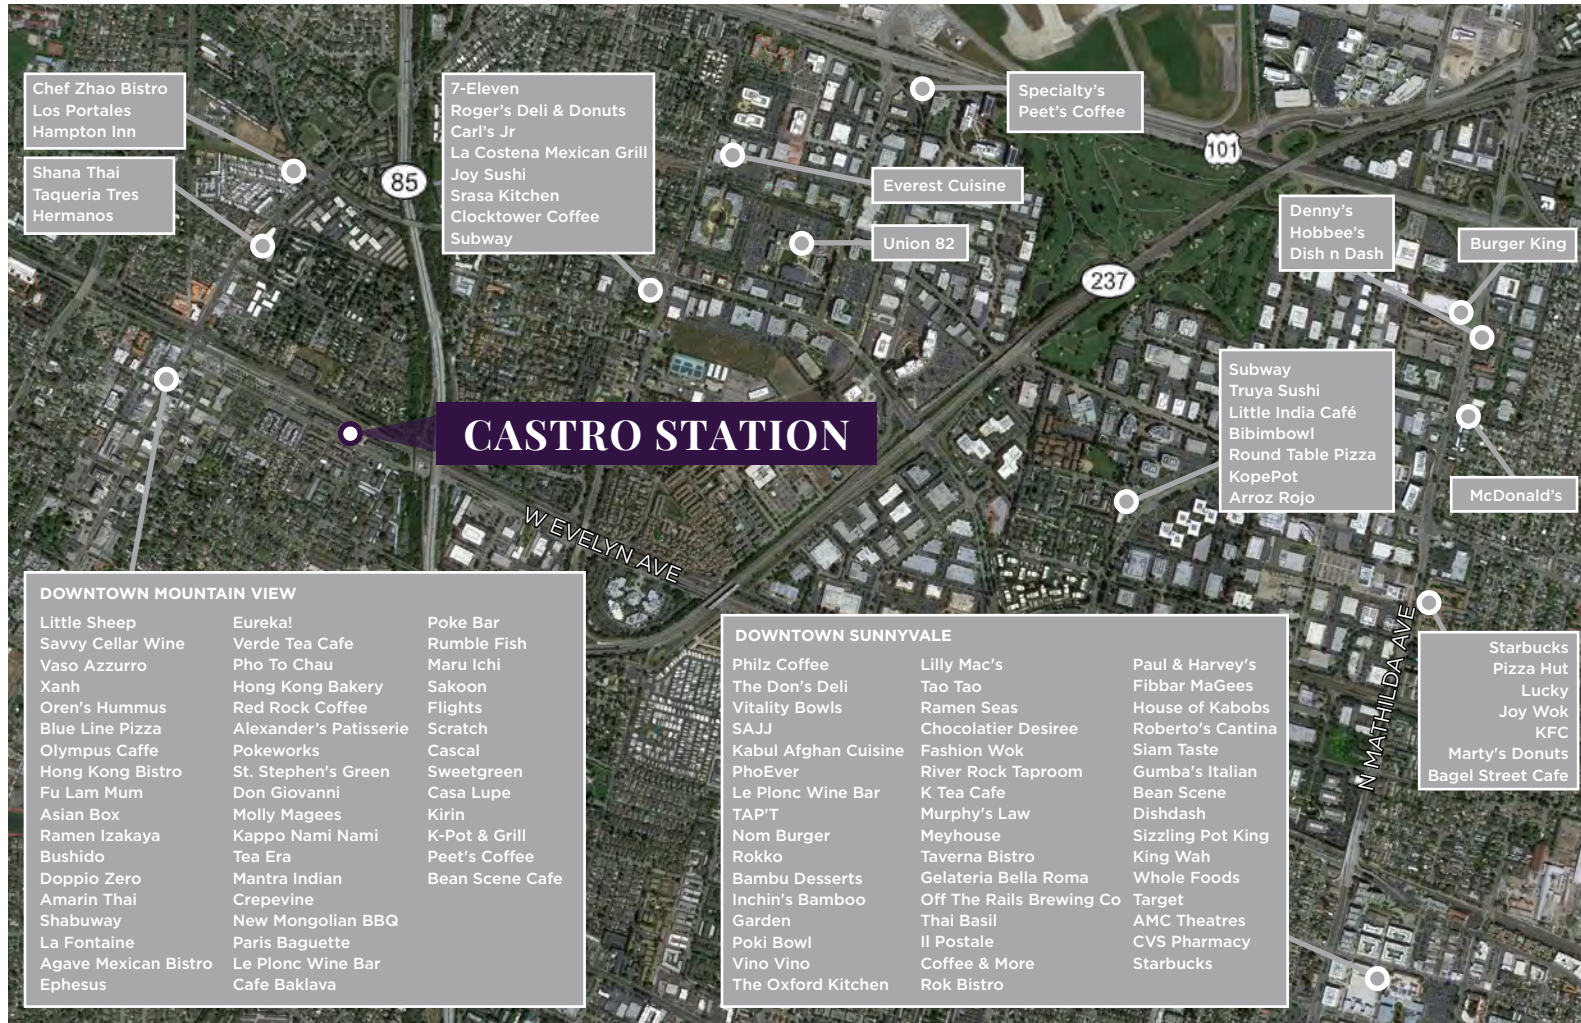 Chef Zhao Bistro
Los Portales
Hampton Inn
Shana Thai
Taqueria Tres
Hermanos
85
7-Eleven
Roger's Deli & Donuts
Carl's Jr
La Costena Mexican Grill
Joy Sushi
Srasa Kitchen
Clocktower Coffee
Subway
Specialty's
Peet's Coffee
101
Everest Cuisine
Union 82
237
Denny's
Hobbee's
Dish n Dash
Burger King
Subway
Truya Sushi
Little India Café
Bibimbowl
Round Table Pizza
KopePot
Arroz Rojo
McDonald's
CASTRO STATION
W EVELYN AVE
N MATHILDA AVE
Starbucks
Pizza Hut
Lucky
Joy Wok
KFC
Marty's Donuts
Bagel Street Cafe
DOWNTOWN MOUNTAIN VIEW
Little Sheep
Savvy Cellar Wine
Vaso Azzurro
Xanh
Oren's Hummus
Blue Line Pizza
Olympus Caffe
Hong Kong Bistro
Fu Lam Mum
Asian Box
Ramen Izakaya
Bushido
Doppio Zero
Amarin Thai
Shabuway
La Fontaine
Agave Mexican Bistro
Ephesus
Eureka!
Verde Tea Cafe
Pho To Chau
Hong Kong Bakery
Red Rock Coffee
Alexander's Patisserie
Pokeworks
St. Stephen's Green
Don Giovanni
Molly Magees
Kappo Nami Nami
Tea Era
Mantra Indian
Crepevine
New Mongolian BBQ
Paris Baguette
Le Plonc Wine Bar
Cafe Baklava
Poke Bar
Rumble Fish
Maru Ichi
Sakoon
Flights
Scratch
Cascal
Sweetgreen
Casa Lupe
Kirin
K-Pot & Grill
Peet's Coffee
Bean Scene Cafe
DOWNTOWN SUNNYVALE
Philz Coffee
The Don's Deli
Vitality Bowls
SAJJ
Kabul Afghan Cuisine
PhoEver
Le Plonc Wine Bar
TAP'T
Nom Burger
Rokko
Bambu Desserts
Inchin's Bamboo
Garden
Poki Bowl
Vino Vino
The Oxford Kitchen
Lilly Mac's
Tao Tao
Ramen Seas
Chocolatier Desiree
Fashion Wok
River Rock Taproom
K Tea Cafe
Murphy's Law
Meyhouse
Taverna Bistro
Gelateria Bella Roma
Off The Rails Brewing Co
Thai Basil
Il Postale
Coffee & More
Rok Bistro
Paul & Harvey's
Fibbar MaGees
House of Kabobs
Roberto's Cantina
Siam Taste
Gumba's Italian
Bean Scene
Dishdash
Sizzling Pot King
King Wah
Whole Foods
Target
AMC Theatres
CVS Pharmacy
Starbucks